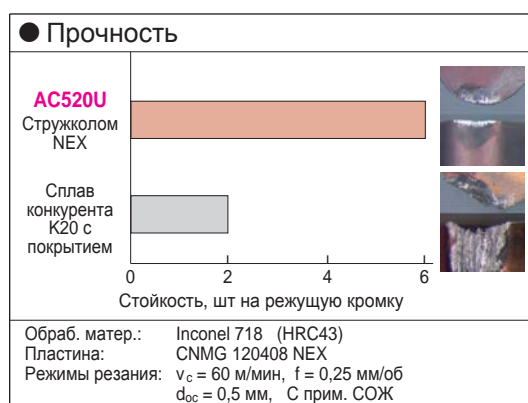 ● Прочность
AC520U
Стружколом
NEX
Сплав
конкурента
K20 с
покрытием
0 2 4 6
Стойкость, шт на режущую кромку
Обраб. матер.: Inconel 718 (HRC43)
Пластина: CNMG 120408 NEX
Режимы резания: vc = 60 м/мин, f = 0,25 мм/об
doc = 0,5 мм, С прим. СОЖ